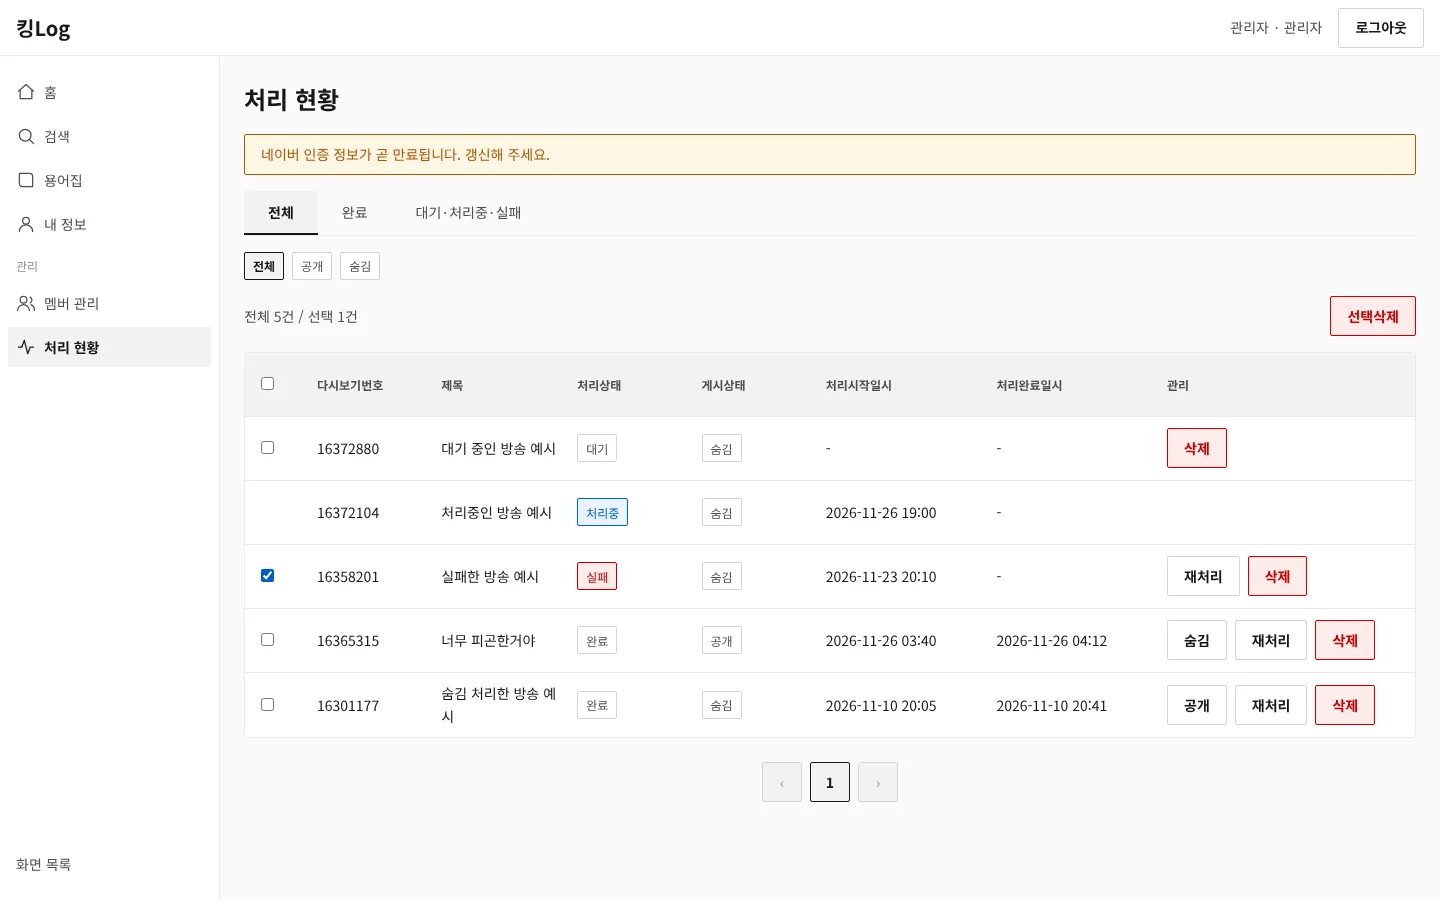 킹Log
관리자 · 관리자
로그아웃
홈
검색
용어집
내 정보
관리
멤버 관리
처리 현황
화면 목록
처리 현황
네이버 인증 정보가 곧 만료됩니다. 갱신해 주세요.
전체 완료 대기·처리중·실패
전체 공개 숨김
전체 5건 / 선택 1건
선택삭제
다시보기번호 제목 처리상태 게시상태 처리시작일시 처리완료일시 관리
16372880 대기 중인 방송 예시 대기 숨김 - - 삭제
16372104 처리중인 방송 예시 처리중 숨김 2026-11-26 19:00 -
16358201 실패한 방송 예시 실패 숨김 2026-11-23 20:10 - 재처리 삭제
16365315 너무 피곤한거야 완료 공개 2026-11-26 03:40 2026-11-26 04:12 숨김 재처리 삭제
16301177 숨김 처리한 방송 예
시 완료 숨김 2026-11-10 20:05 2026-11-10 20:41 공개 재처리 삭제
‹ 1 ›